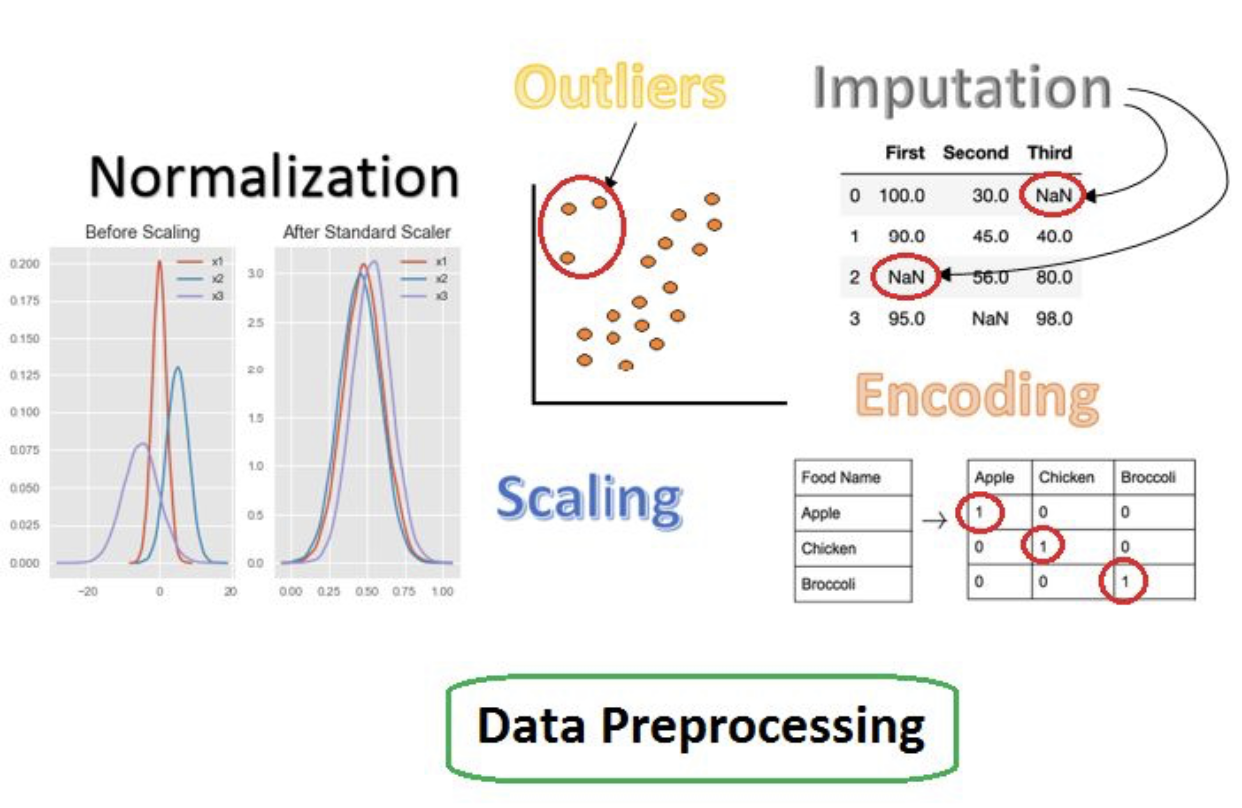 Outliers
Imputation
First Second Third
0 100.0 30.0 NaN
1 90.0 45.0 40.0
2 NaN 56.0 80.0
3 95.0 NaN 98.0
Normalization
Before Scaling
x1
x2
x3
0.200
0.175
0.150
0.125
0.100
0.075
0.050
0.025
0.000
-20 0 20
After Standard Scaler
x1
x2
x3
3.0
2.5
2.0
1.5
1.0
0.5
0.0
0.00 0.25 0.50 0.75 1.00
Scaling
Encoding
Food Name
Apple
Chicken
Broccoli
→
Apple Chicken Broccoli
1 0 0
0 1 0
0 0 1
Data Preprocessing